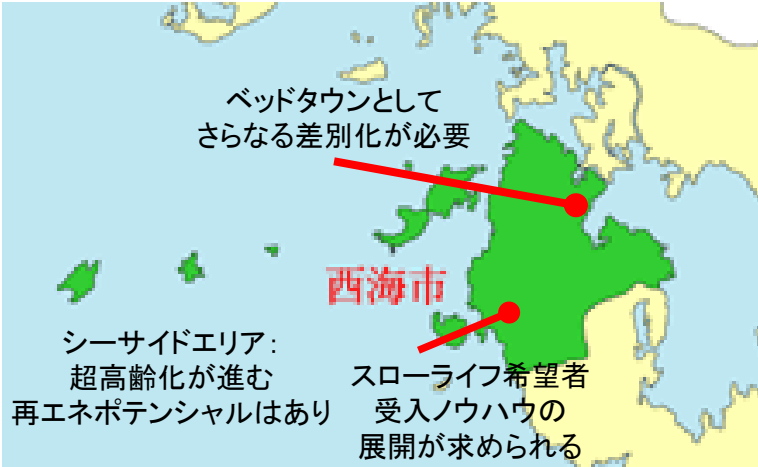 ベッドタウンとして
さらなる差別化が必要
西海市
シーサイドエリア:
超高齢化が進む
再エネポテンシャルはあり
スローライフ希望者
受入ノウハウの
展開が求められる